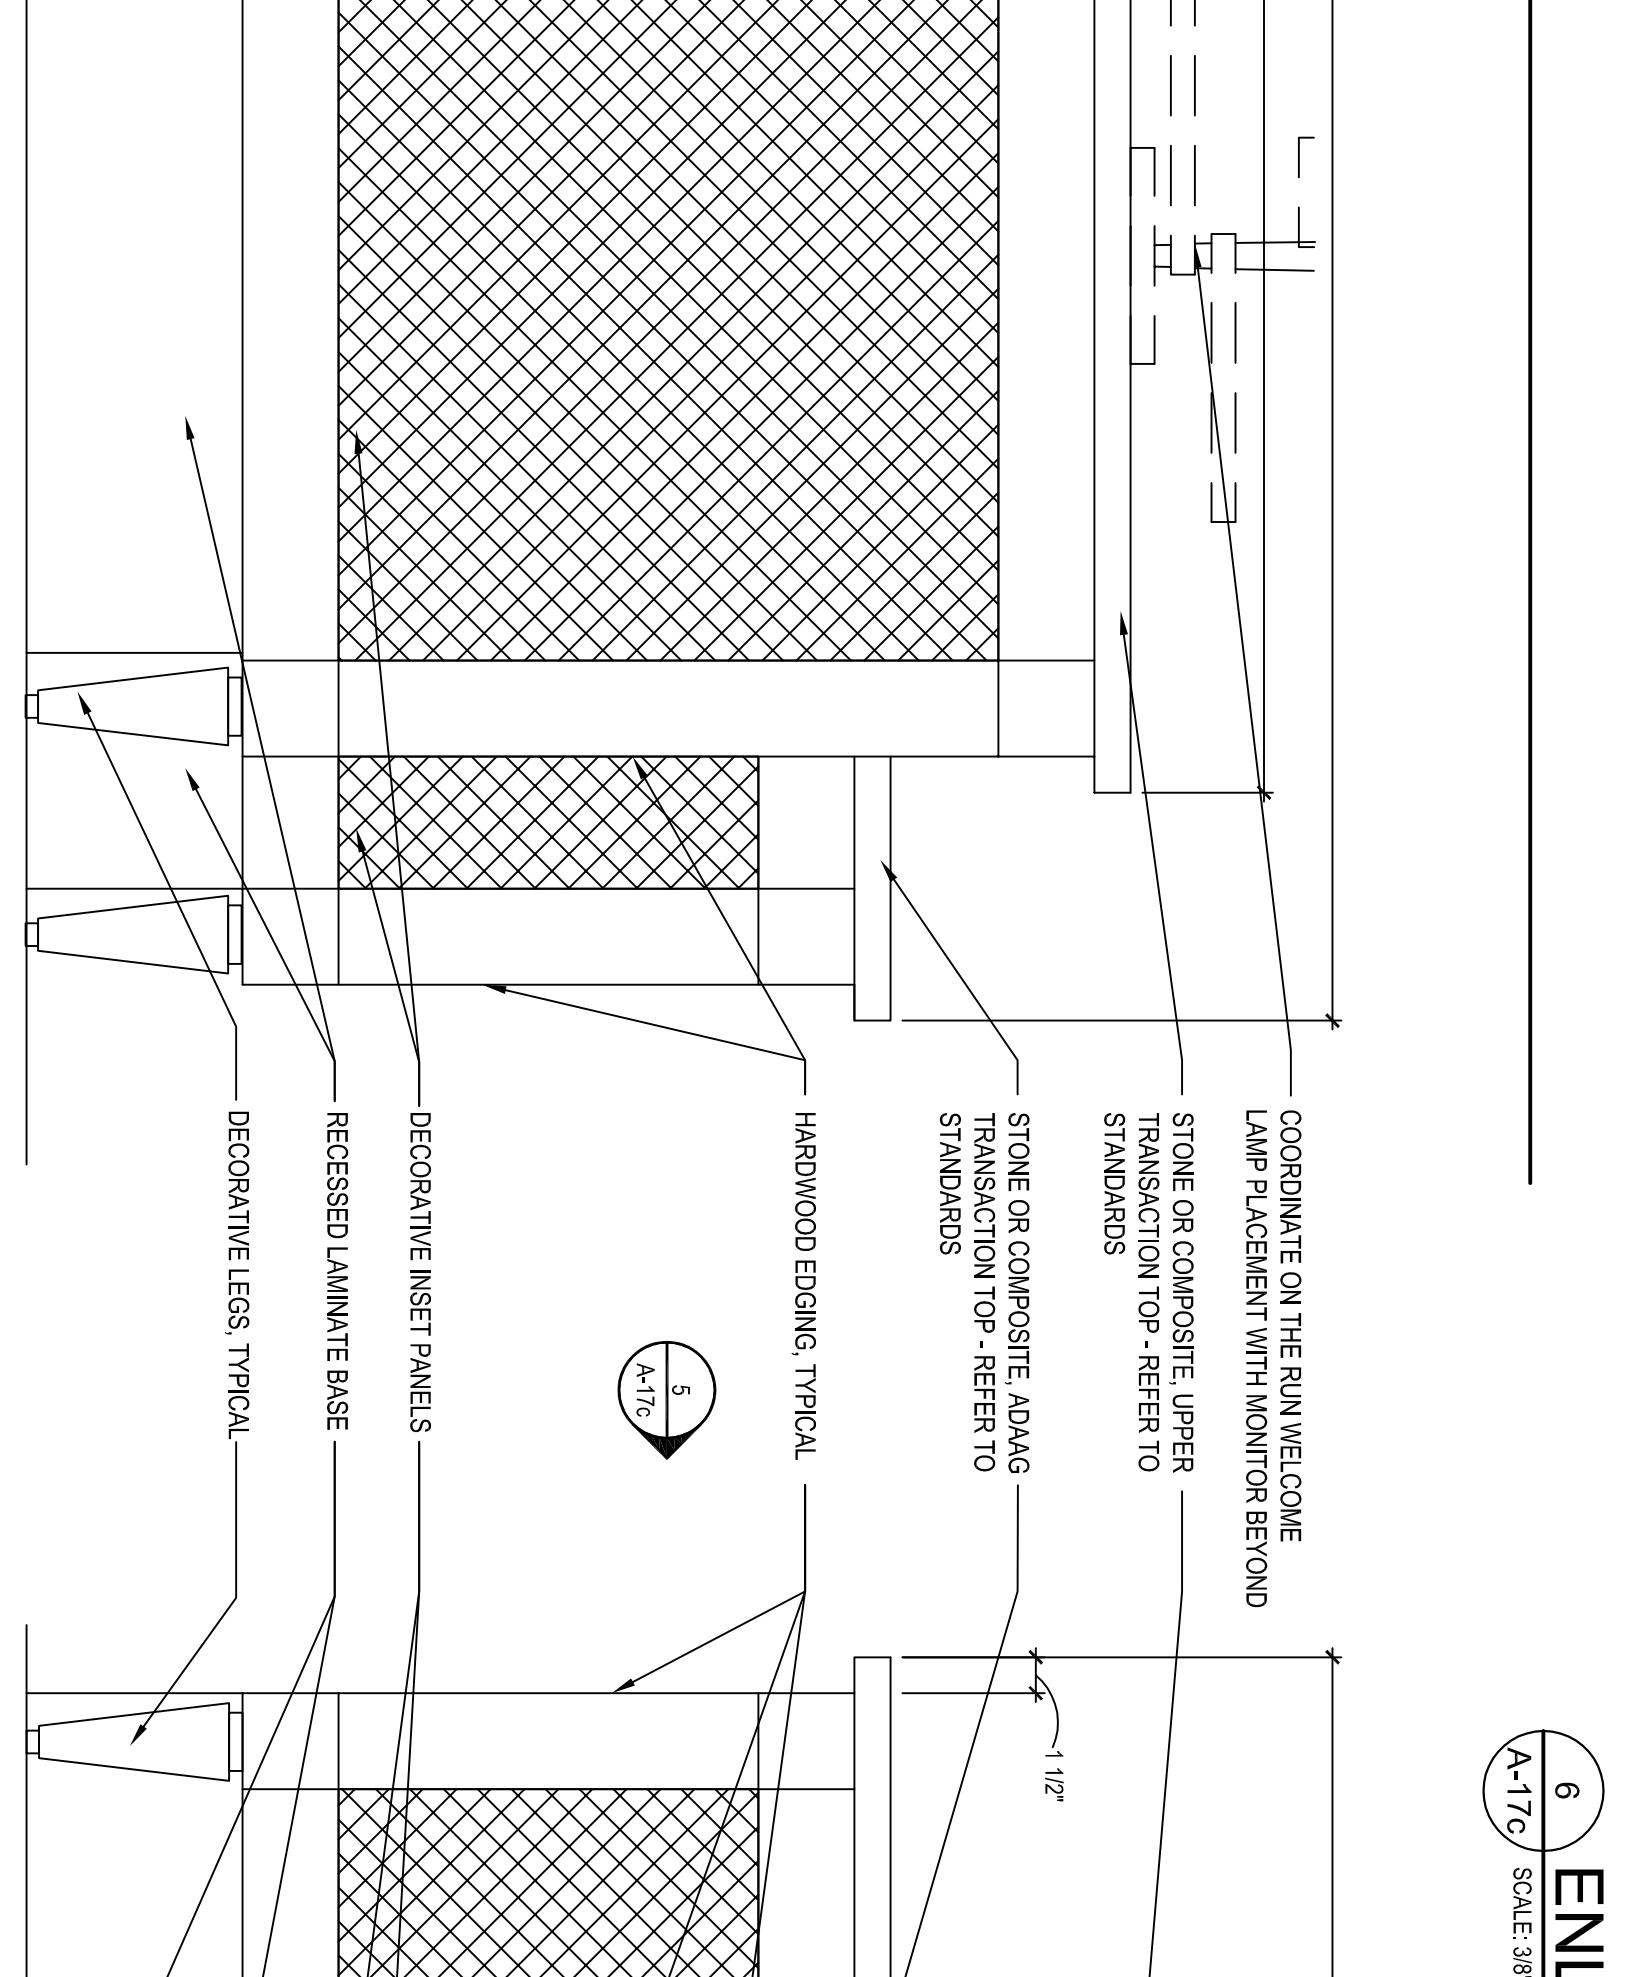 COORDINATE ON THE RUN WELCOME
LAMP PLACEMENT WITH MONITOR BEYOND
STONE OR COMPOSITE, UPPER
TRANSACTION TOP - REFER TO
STANDARDS
STONE OR COMPOSITE, ADAAG
TRANSACTION TOP - REFER TO
STANDARDS
HARDWOOD EDGING, TYPICAL
5
A-17c
DECORATIVE INSET PANELS
RECESSED LAMINATE BASE
DECORATIVE LEGS, TYPICAL
1 1/2"
6
A-17c
ENL
SCALE: 3/8"